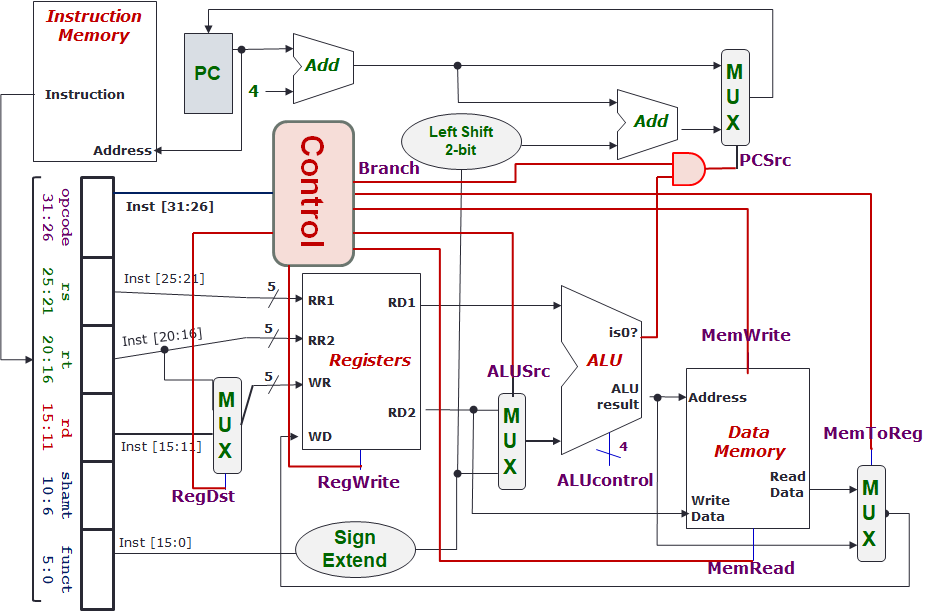 Instruction
Memory
Instruction
Address
PC
4
Add
Left Shift
2-bit
Add
M
U
X
PCSrc
Control
Branch
opcode
31:26
rs
25:21
rt
20:16
rd
15:11
shamt
10:6
funct
5:0
Inst [31:26]
Inst [25:21]
Inst [20:16]
Inst [15:11]
Inst [15:0]
5
5
5
M
U
X
RegDst
RR1
RR2
WR
WD
RD1
RD2
Registers
RegWrite
Sign
Extend
ALUSrc
M
U
X
is0?
ALU
ALU
result
4
ALUcontrol
MemWrite
Address
Data
Memory
Read
Data
Write
Data
MemRead
MemToReg
M
U
X